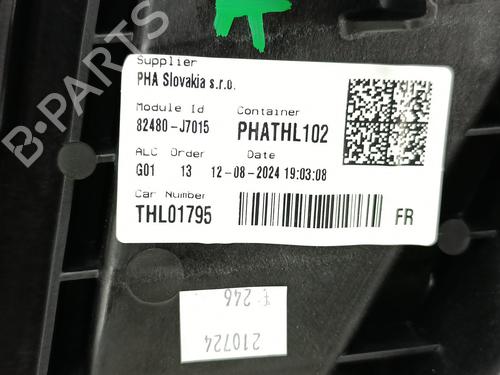 B-PARTS
Supplier
PHA Slovakia s.r.o.
Module Id Container
82480-J7015 PHATHL102
ALC Order Date
G01 13 12-08-2024 19:03:08
Car Number
THL01795 FR
210724
E 246